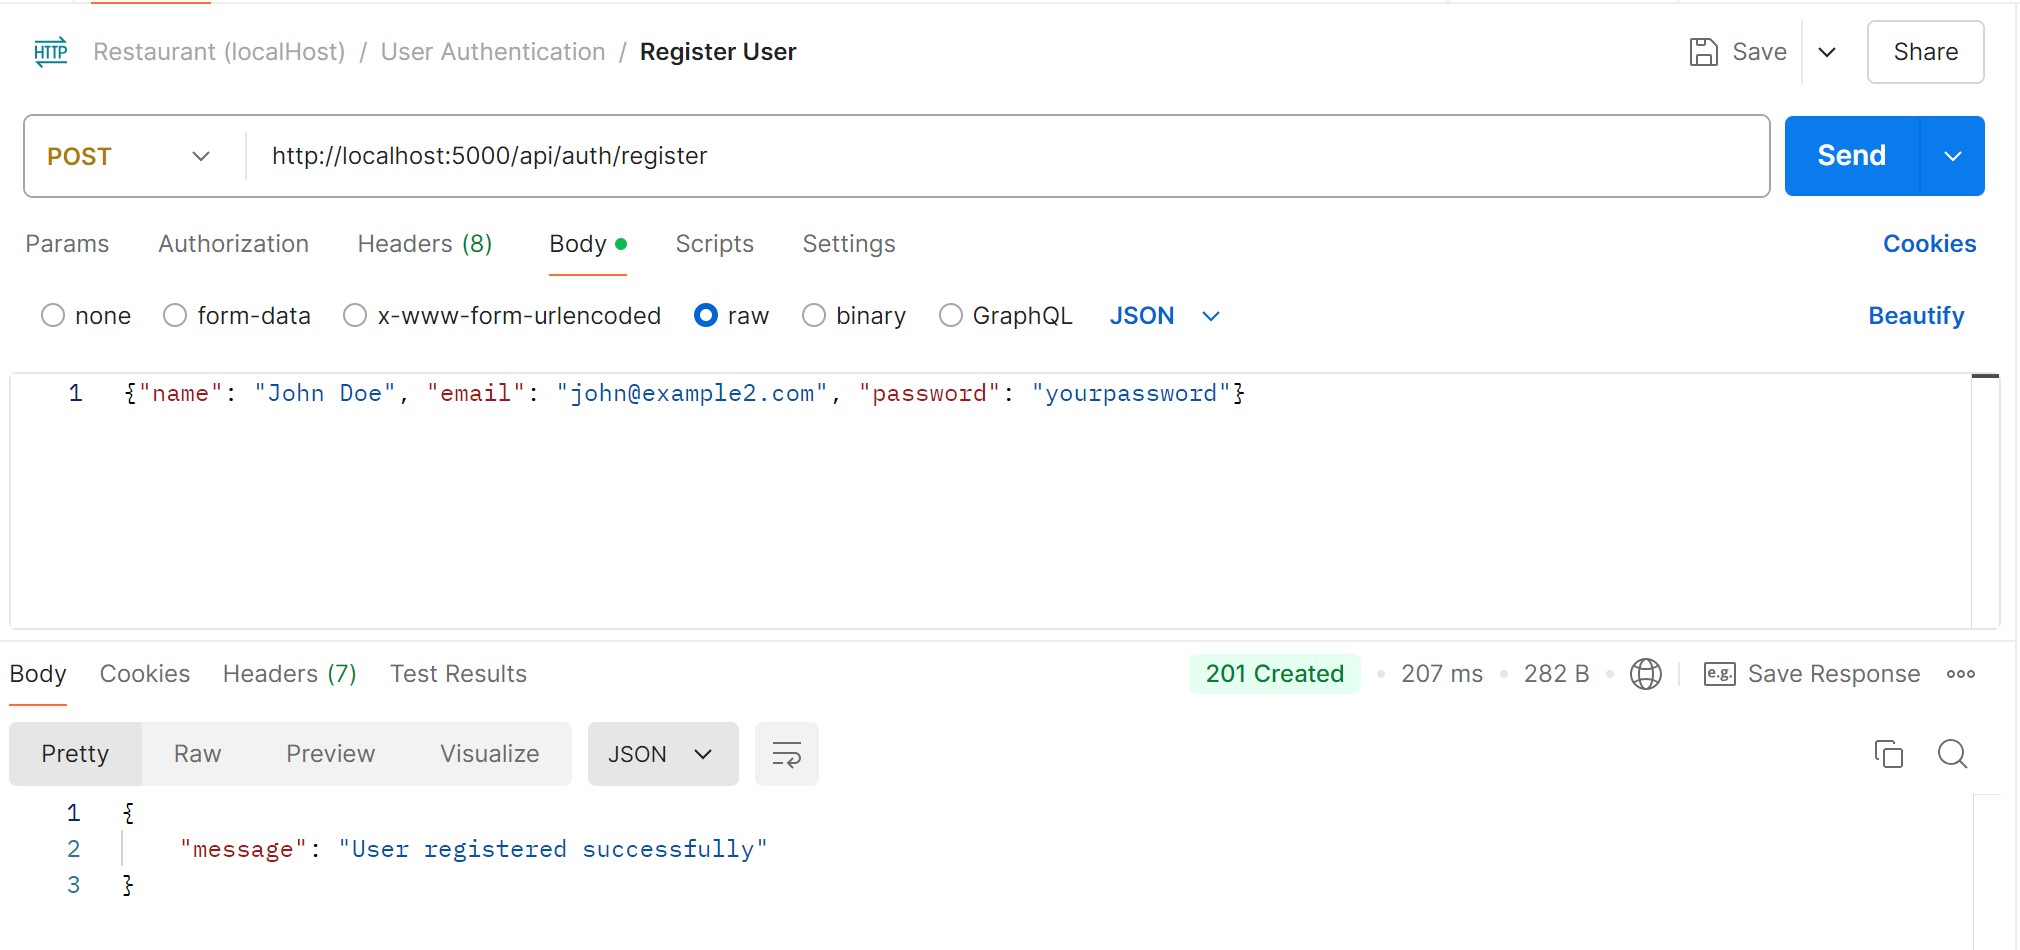 HTTP Restaurant (localHost) / User Authentication / Register User Save Share
POST http://localhost:5000/api/auth/register Send
Params Authorization Headers (8) Body Scripts Settings Cookies
none form-data x-www-form-urlencoded raw binary GraphQL JSON Beautify
1 {"name": "John Doe", "email": "john@example2.com", "password": "yourpassword"}
Body Cookies Headers (7) Test Results 201 Created 207 ms 282 B e.g. Save Response
Pretty Raw Preview Visualize JSON
1 {
2 "message": "User registered successfully"
3 }